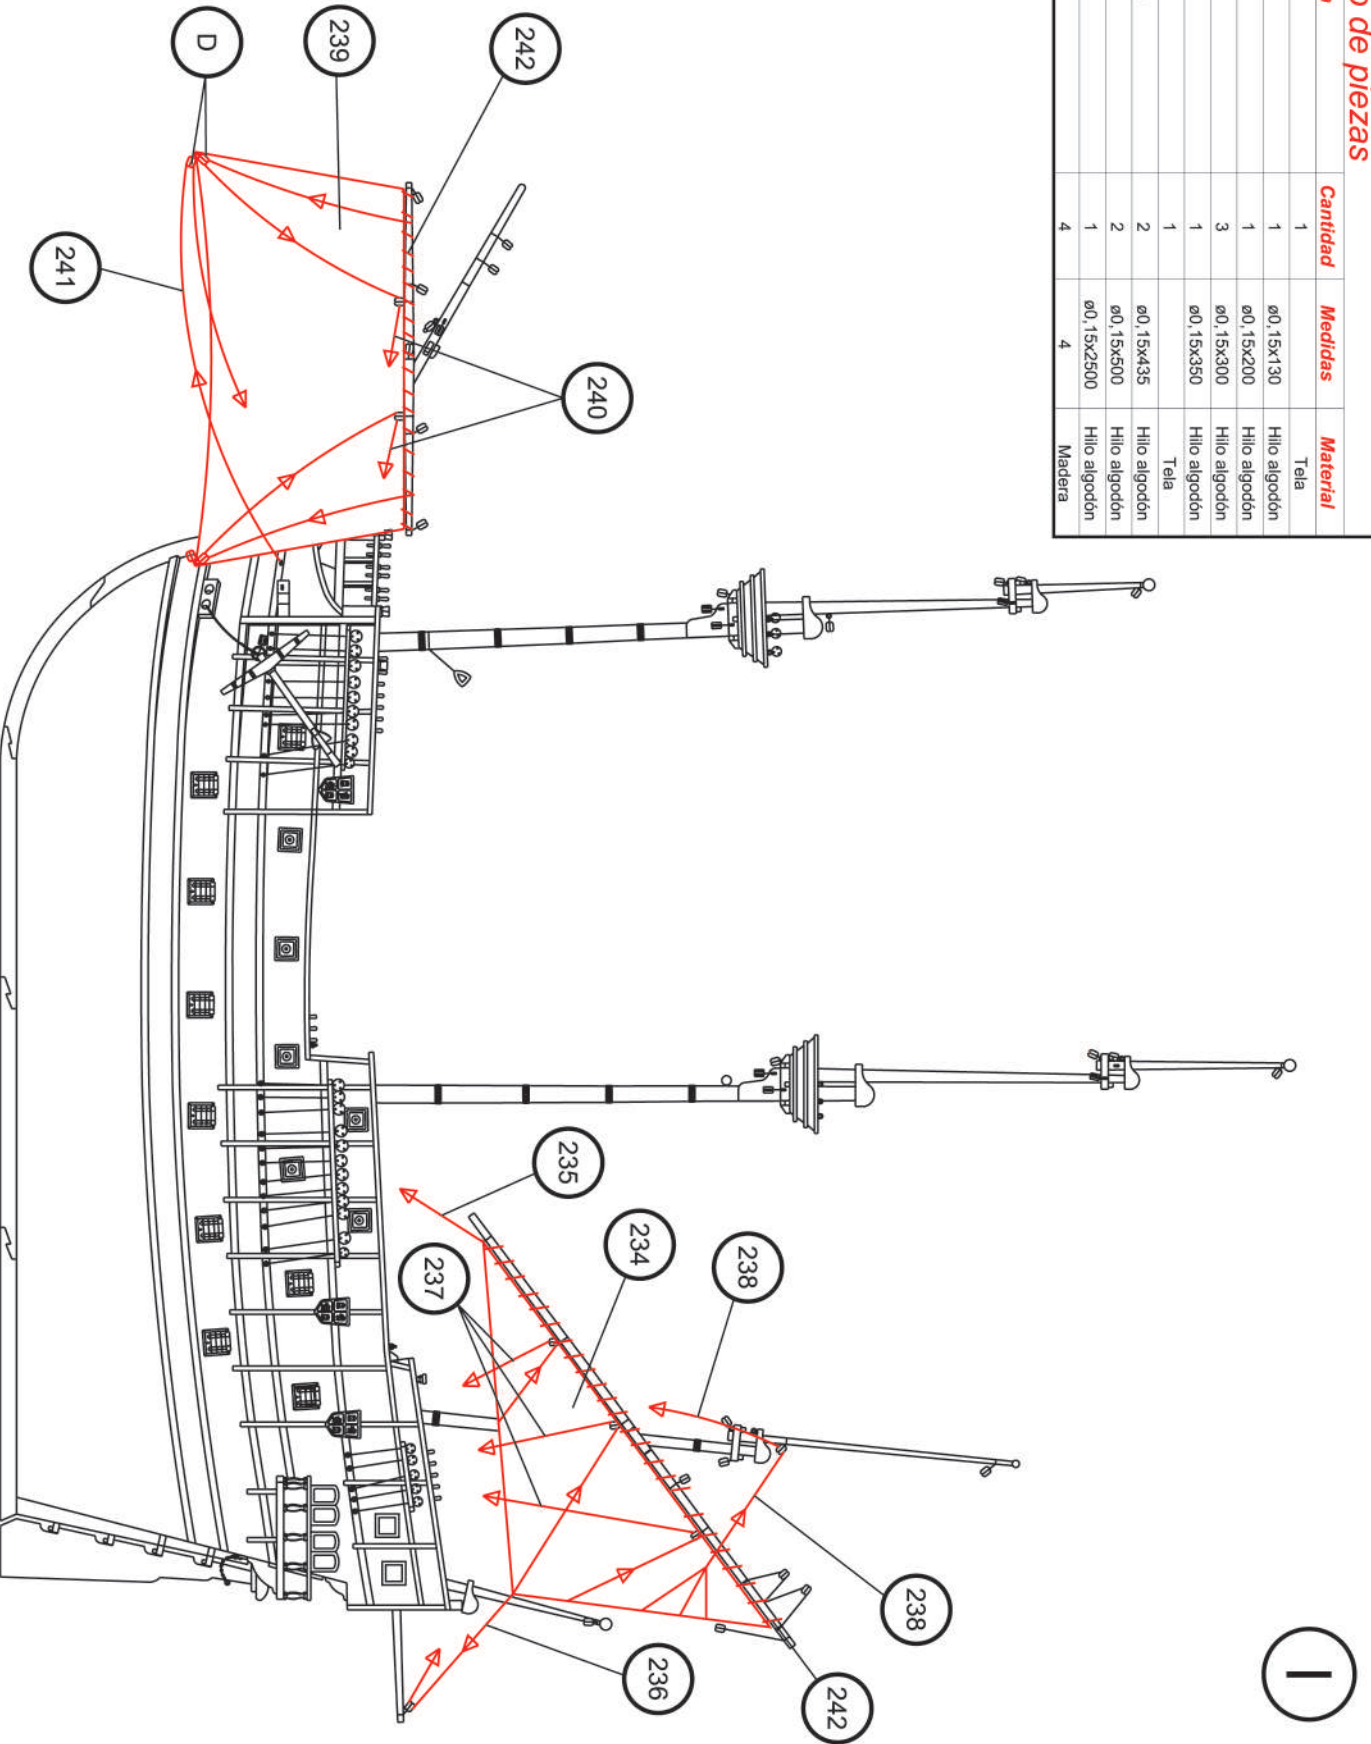 o de piezas
Cantidad Medidas Material
1 Tela
1 ø0,15x130 Hilo algodón
1 ø0,15x200 Hilo algodón
3 ø0,15x300 Hilo algodón
1 ø0,15x350 Hilo algodón
1 Tela
2 ø0,15x435 Hilo algodón
2 ø0,15x500 Hilo algodón
1 ø0,15x2500 Hilo algodón
4 4 Madera
I
238
242
238
236
234
240
235
242
237
239
D
241